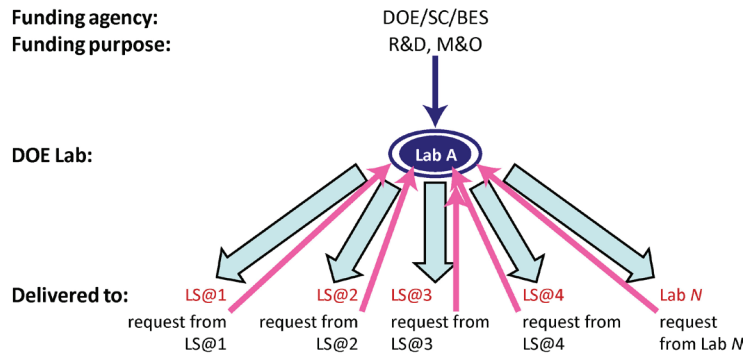 Funding agency: DOE/SC/BES
Funding purpose: R&D, M&O
DOE Lab: Lab A
Delivered to: LS@1 LS@2 LS@3 LS@4 Lab N
request from request from request from request from request
LS@1 LS@2 LS@3 LS@4 from Lab N